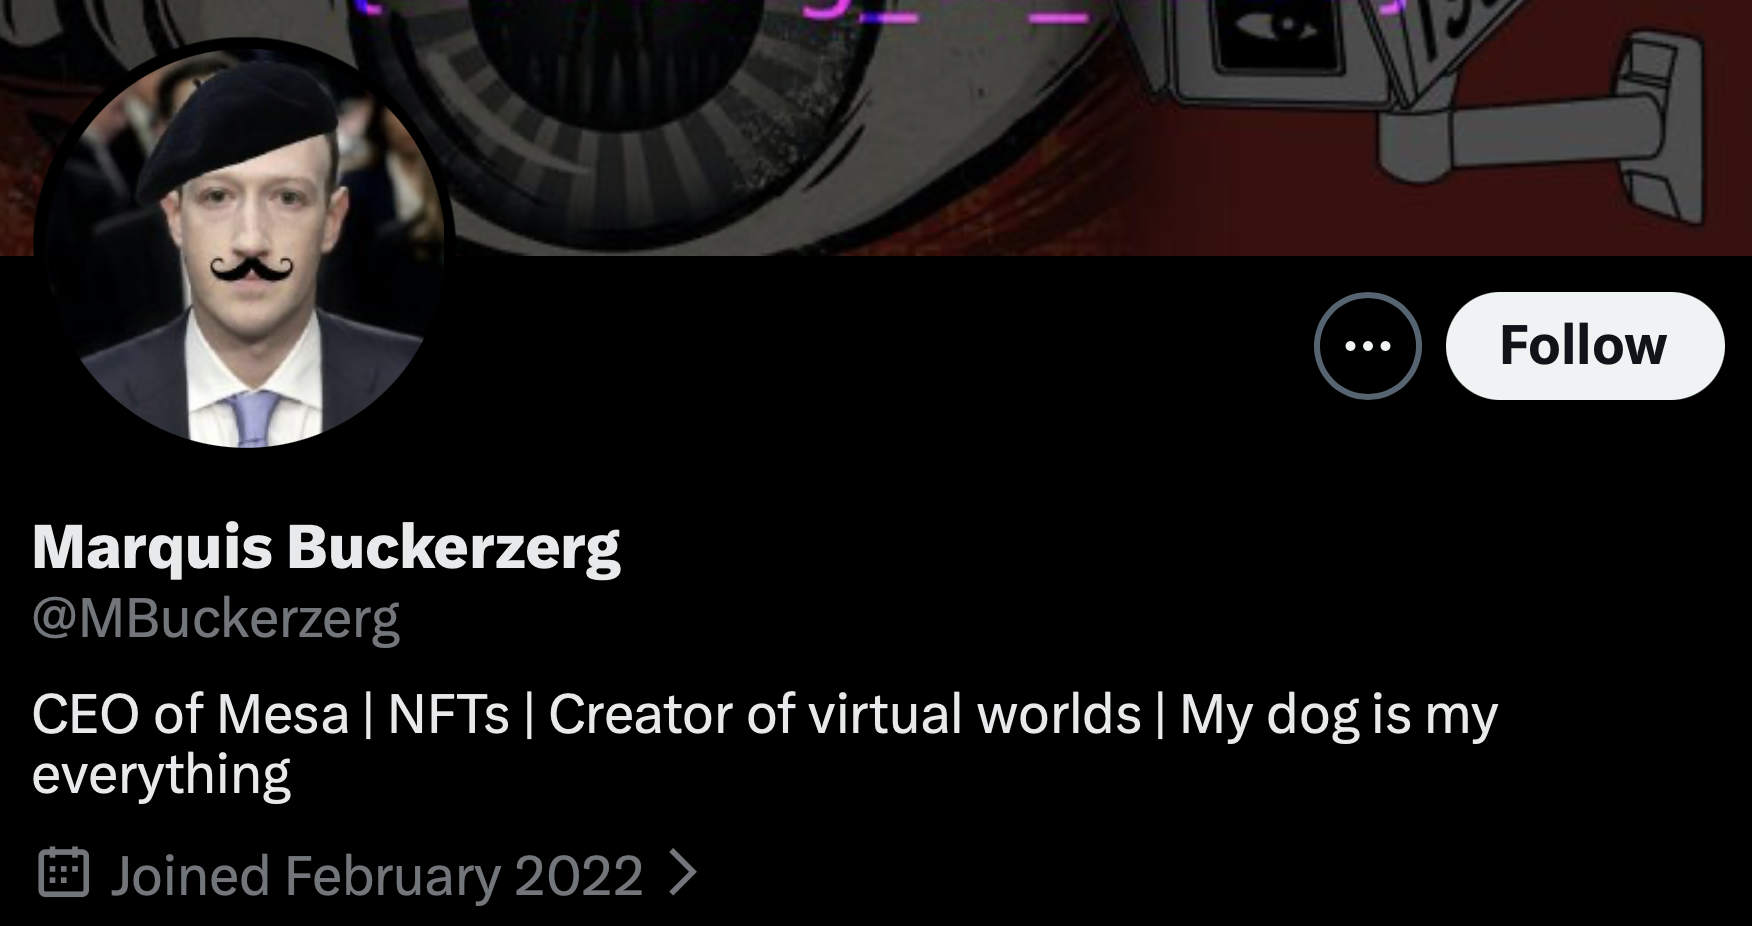 Follow
Marquis Buckerzerg
@MBuckerzerg
CEO of Mesa | NFTs | Creator of virtual worlds | My dog is my
everything
Joined February 2022